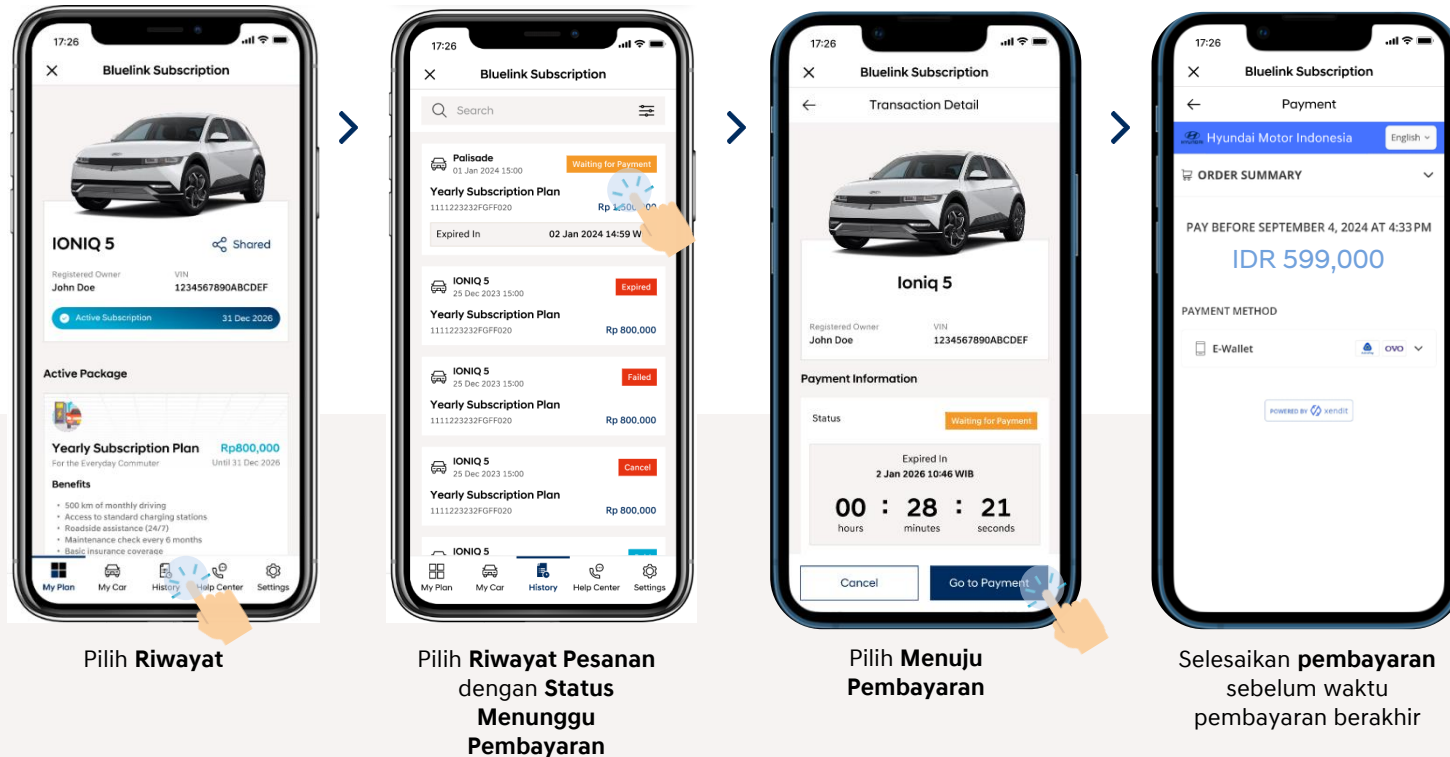 17:26
Bluelink Subscription
IONIQ 5
Shared
Registered Owner
VIN
John Doe
1234567890ABCDEF
Active Subscription
31 Dec 2026
Active Package
Yearly Subscription Plan
Rp800,000
For the Everyday Commuter
Until 31 Dec 2026
Benefits
• 500 km of monthly driving
• Access to standard charging stations
• Roadside assistance (24/7)
• Maintenance check every 6 months
• Basic insurance coverage
My Plan
My Car
History
Help Center
Settings
Pilih Riwayat
17:26
Bluelink Subscription
Search
Palisade
01 Jan 2024 15:00
Waiting for Payment
Yearly Subscription Plan
1111223232FGFF020
Rp 1,500,000
Expired In
02 Jan 2024 14:59 W
IONIQ 5
25 Dec 2023 15:00
Expired
Yearly Subscription Plan
1111223232FGFF020
Rp 800,000
IONIQ 5
25 Dec 2023 15:00
Failed
Yearly Subscription Plan
1111223232FGFF020
Rp 800,000
IONIQ 5
25 Dec 2023 15:00
Cancel
Yearly Subscription Plan
1111223232FGFF020
Rp 800,000
IONIQ 5
My Plan
My Car
History
Help Center
Settings
Pilih Riwayat Pesanan
dengan Status
Menunggu
Pembayaran
17:26
Bluelink Subscription
Transaction Detail
Ioniq 5
Registered Owner
VIN
John Doe
1234567890ABCDEF
Payment Information
Status
Waiting for Payment
Expired In
2 Jan 2026 10:46 WIB
00 : 28 : 21
hours minutes seconds
Cancel
Go to Payment
Pilih Menuju
Pembayaran
17:26
Bluelink Subscription
Payment
Hyundai Motor Indonesia
English
ORDER SUMMARY
PAY BEFORE SEPTEMBER 4, 2024 AT 4:33 PM
IDR 599,000
PAYMENT METHOD
E-Wallet
OVO
POWERED BY xendit
Selesaikan pembayaran
sebelum waktu
pembayaran berakhir